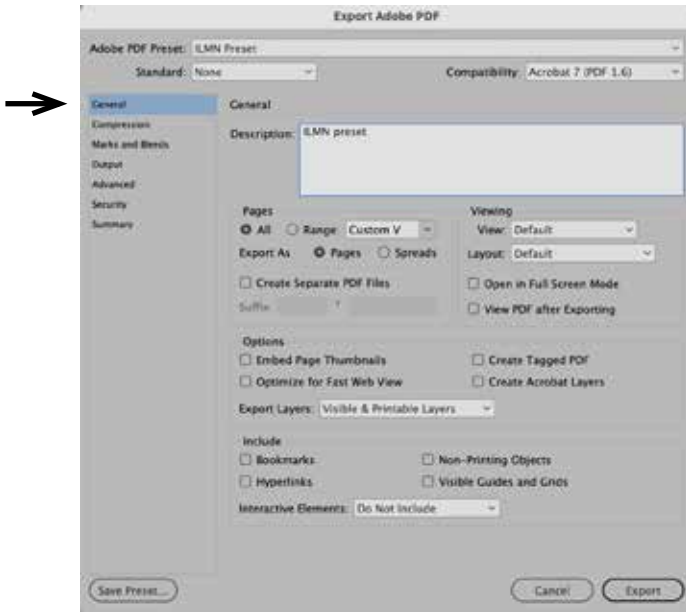 Export Adobe PDF
Adobe PDF Preset: ILMN Preset
Standard: None Compatibility: Acrobat 7 (PDF 1.6)
General
Compression
Marks and Bleeds
Output
Advanced
Security
Summary
General
Description: ILMN preset
Pages
All Range Custom V
Export As Pages Spreads
Create Separate PDF Files
Suffix:
Viewing
View: Default
Layout: Default
Open in Full Screen Mode
View PDF after Exporting
Options
Embed Page Thumbnails Create Tagged PDF
Optimize for Fast Web View Create Acrobat Layers
Export Layers: Visible & Printable Layers
Include
Bookmarks Non-Printing Objects
Hyperlinks Visible Guides and Grids
Interactive Elements: Do Not Include
Save Preset... Cancel Export